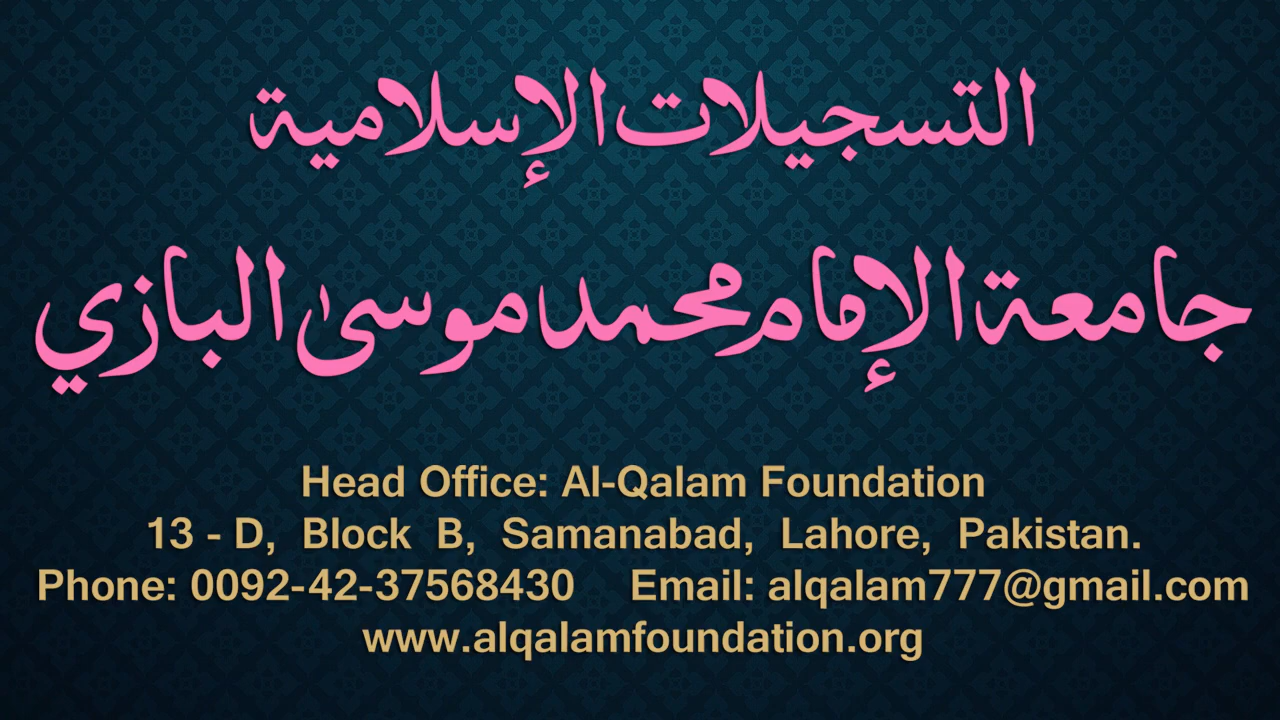 التسجيلات الإسلامية
جامعة الإمام محمد موسىٰ البازي
Head Office: Al-Qalam Foundation
13 - D, Block B, Samanabad, Lahore, Pakistan.
Phone: 0092-42-37568430 Email: alqalam777@gmail.com
www.alqalamfoundation.org